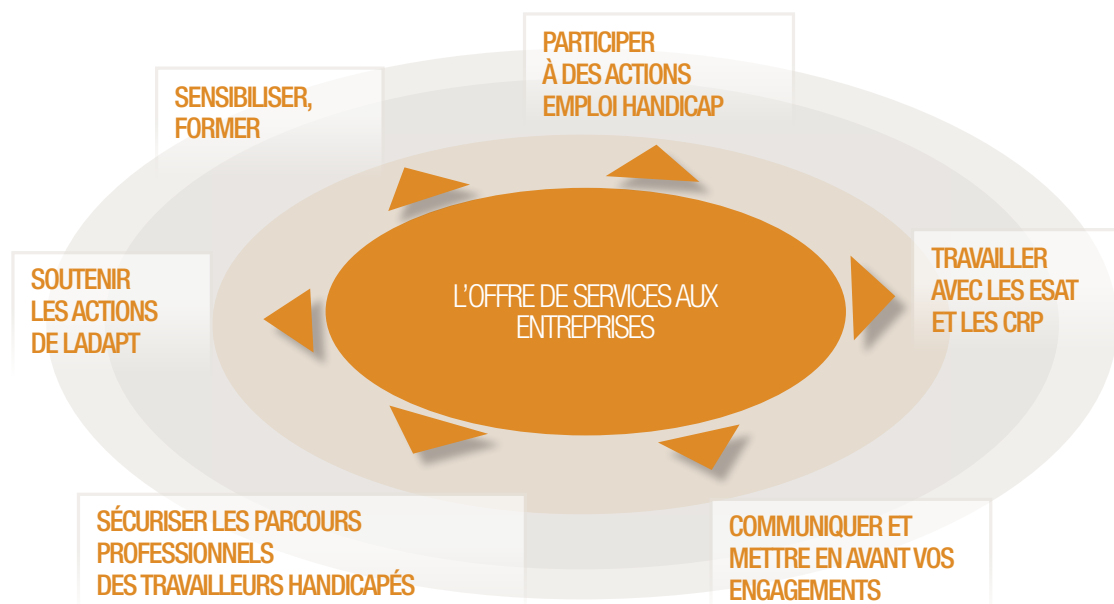 PARTICIPER
À DES ACTIONS
EMPLOI HANDICAP
SENSIBILISER,
FORMER
SOUTENIR
LES ACTIONS
DE LADAPT
L'OFFRE DE SERVICES AUX
ENTREPRISES
TRAVAILLER
AVEC LES ESAT
ET LES CRP
SÉCURISER LES PARCOURS
PROFESSIONNELS
DES TRAVAILLEURS HANDICAPÉS
COMMUNIQUER ET
METTRE EN AVANT VOS
ENGAGEMENTS